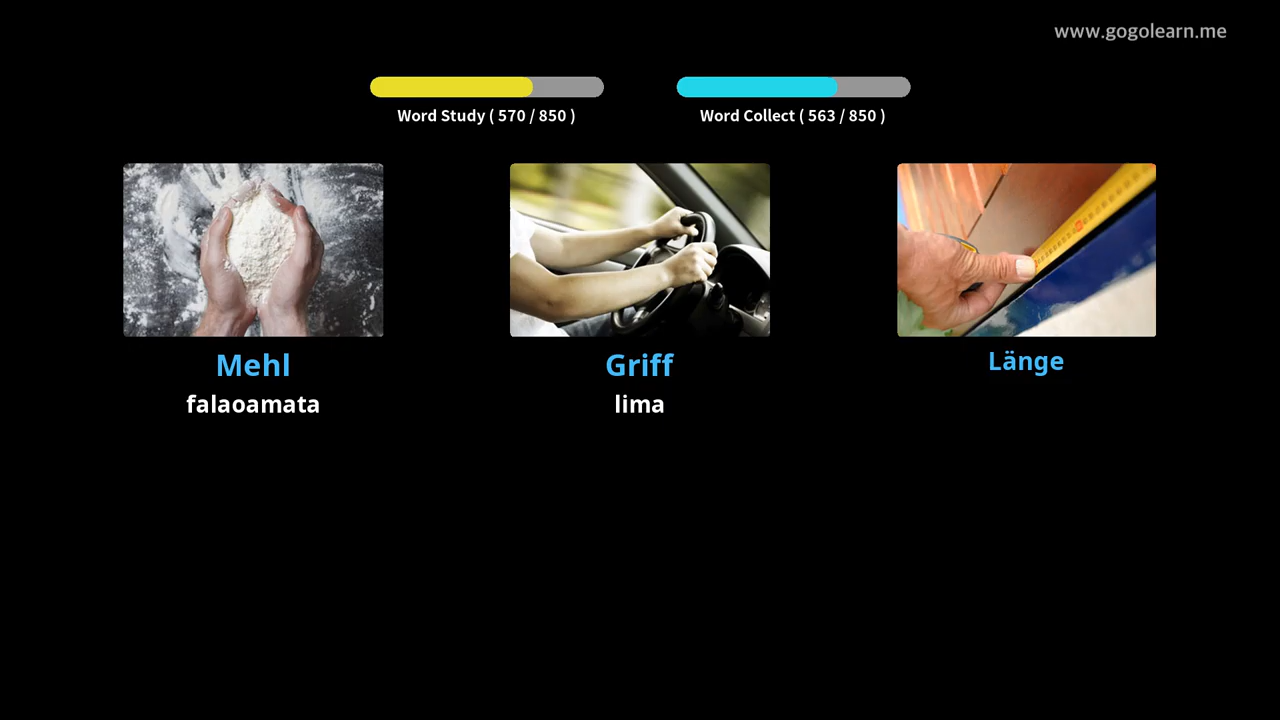 www.gogolearn.me
Word Study ( 570 / 850 )
Word Collect ( 563 / 850 )
Mehl
falaoamata
Griff
lima
Länge